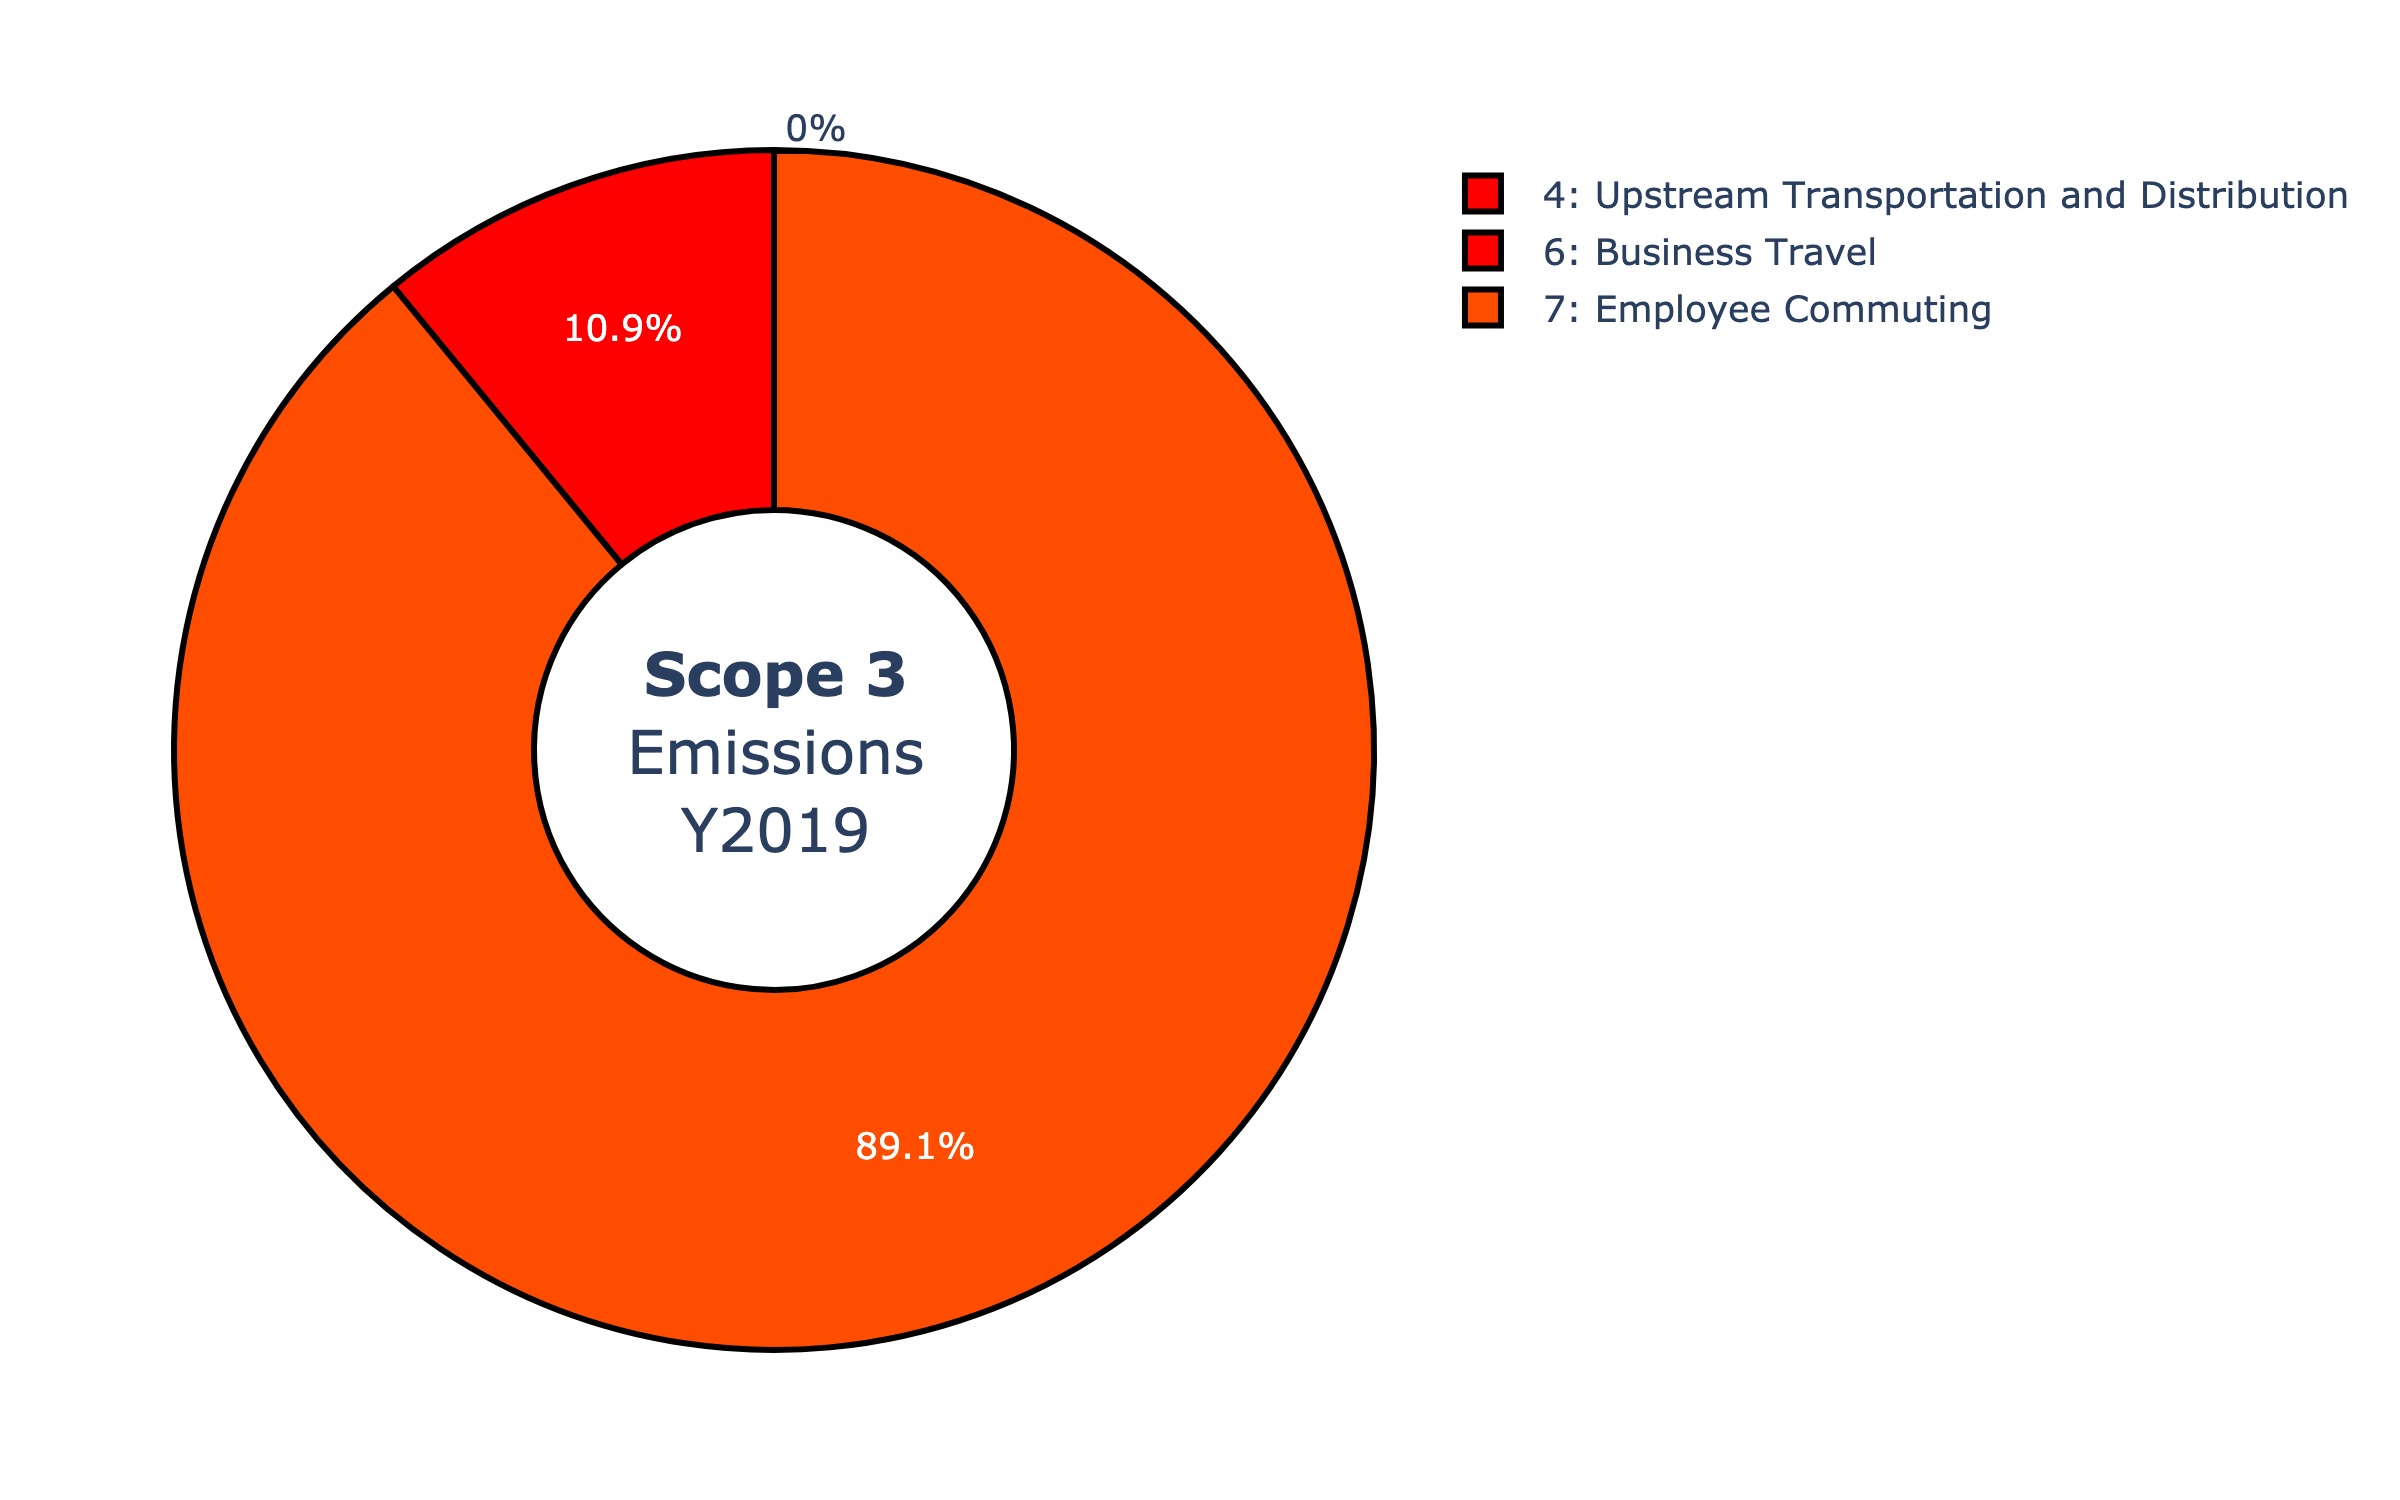 0%
4: Upstream Transportation and Distribution
6: Business Travel
7: Employee Commuting
10.9%
Scope 3
Emissions
Y2019
89.1%